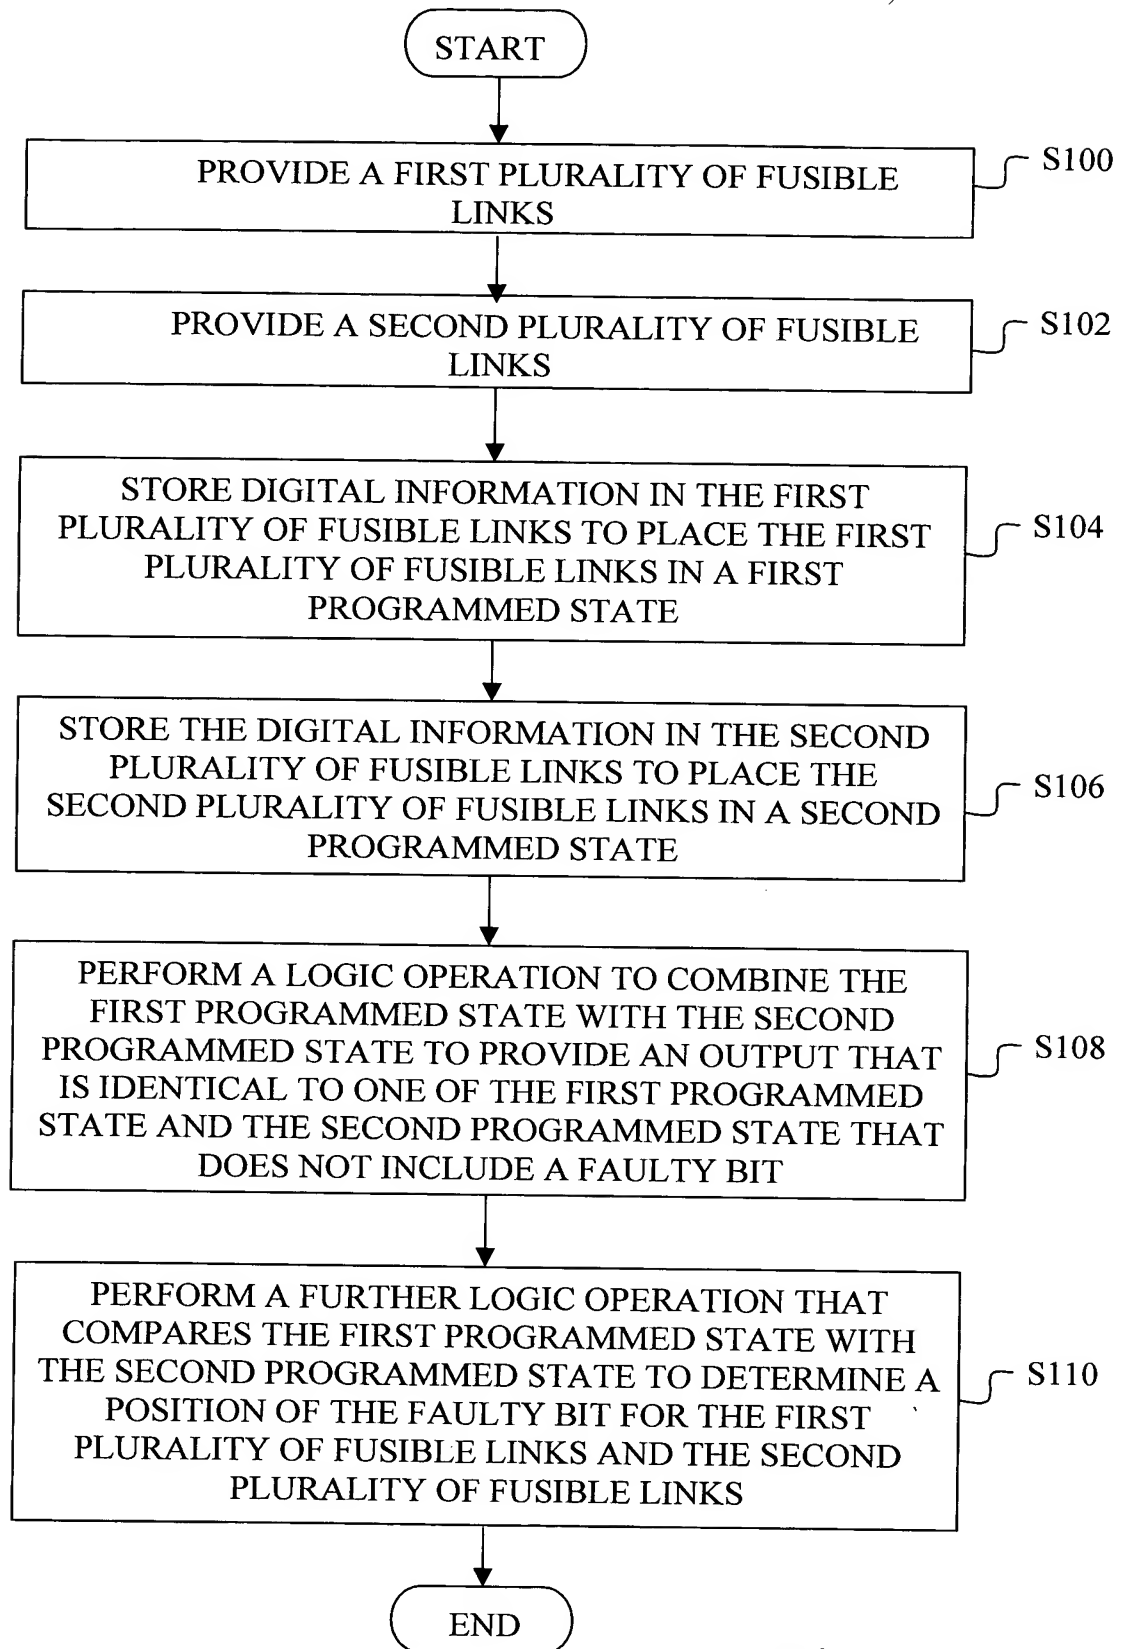 START
PROVIDE A FIRST PLURALITY OF FUSIBLE
LINKS
S100
PROVIDE A SECOND PLURALITY OF FUSIBLE
LINKS
S102
STORE DIGITAL INFORMATION IN THE FIRST
PLURALITY OF FUSIBLE LINKS TO PLACE THE FIRST
PLURALITY OF FUSIBLE LINKS IN A FIRST
PROGRAMMED STATE
S104
STORE THE DIGITAL INFORMATION IN THE SECOND
PLURALITY OF FUSIBLE LINKS TO PLACE THE
SECOND PLURALITY OF FUSIBLE LINKS IN A SECOND
PROGRAMMED STATE
S106
PERFORM A LOGIC OPERATION TO COMBINE THE
FIRST PROGRAMMED STATE WITH THE SECOND
PROGRAMMED STATE TO PROVIDE AN OUTPUT THAT
IS IDENTICAL TO ONE OF THE FIRST PROGRAMMED
STATE AND THE SECOND PROGRAMMED STATE THAT
DOES NOT INCLUDE A FAULTY BIT
S108
PERFORM A FURTHER LOGIC OPERATION THAT
COMPARES THE FIRST PROGRAMMED STATE WITH
THE SECOND PROGRAMMED STATE TO DETERMINE A
POSITION OF THE FAULTY BIT FOR THE FIRST
PLURALITY OF FUSIBLE LINKS AND THE SECOND
PLURALITY OF FUSIBLE LINKS
S110
END